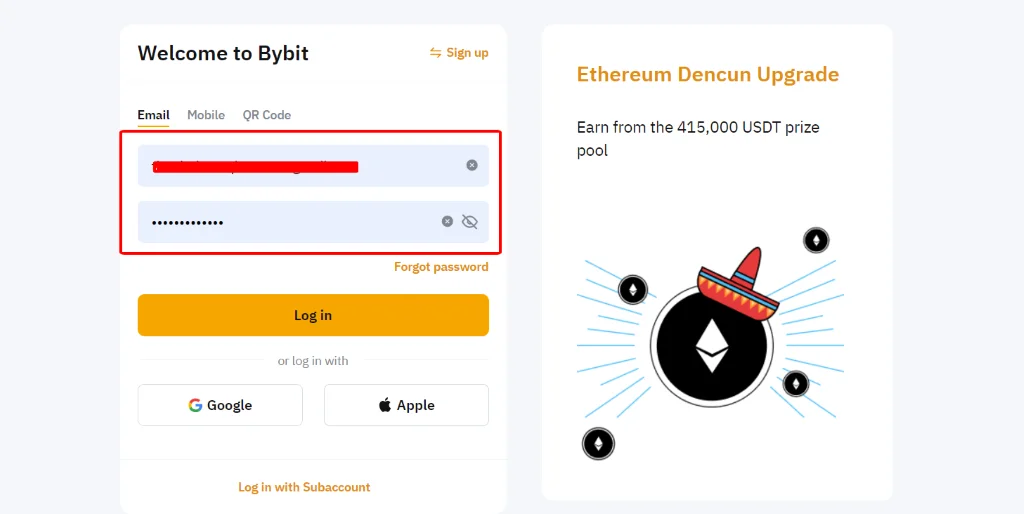 Welcome to Bybit
Sign up
Email
Mobile
QR Code
•••••••••••••
Forgot password
Log in
or log in with
Google
Apple
Log in with Subaccount
Ethereum Dencun Upgrade
Earn from the 415,000 USDT prize
pool